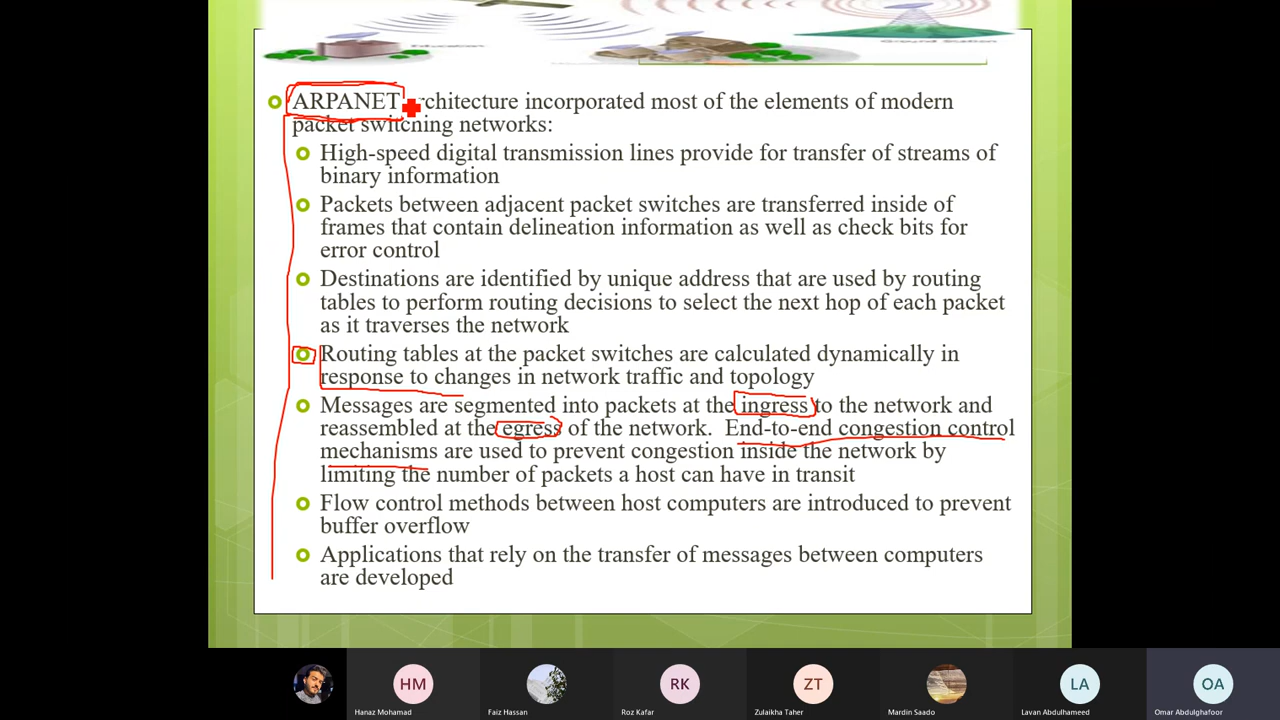 Education
Ground Station
ARPANET architecture incorporated most of the elements of modern
packet switching networks:
High-speed digital transmission lines provide for transfer of streams of
binary information
Packets between adjacent packet switches are transferred inside of
frames that contain delineation information as well as check bits for
error control
Destinations are identified by unique address that are used by routing
tables to perform routing decisions to select the next hop of each packet
as it traverses the network
Routing tables at the packet switches are calculated dynamically in
response to changes in network traffic and topology
Messages are segmented into packets at the ingress to the network and
reassembled at the egress of the network. End-to-end congestion control
mechanisms are used to prevent congestion inside the network by
limiting the number of packets a host can have in transit
Flow control methods between host computers are introduced to prevent
buffer overflow
Applications that rely on the transfer of messages between computers
are developed
HM
RK
ZT
LA
OA
Hanaz Mohamad
Faiz Hassan
Roz Kafar
Zulaikha Taher
Mardin Saado
Lavan Abdulhameed
Omar Abdulghafoor